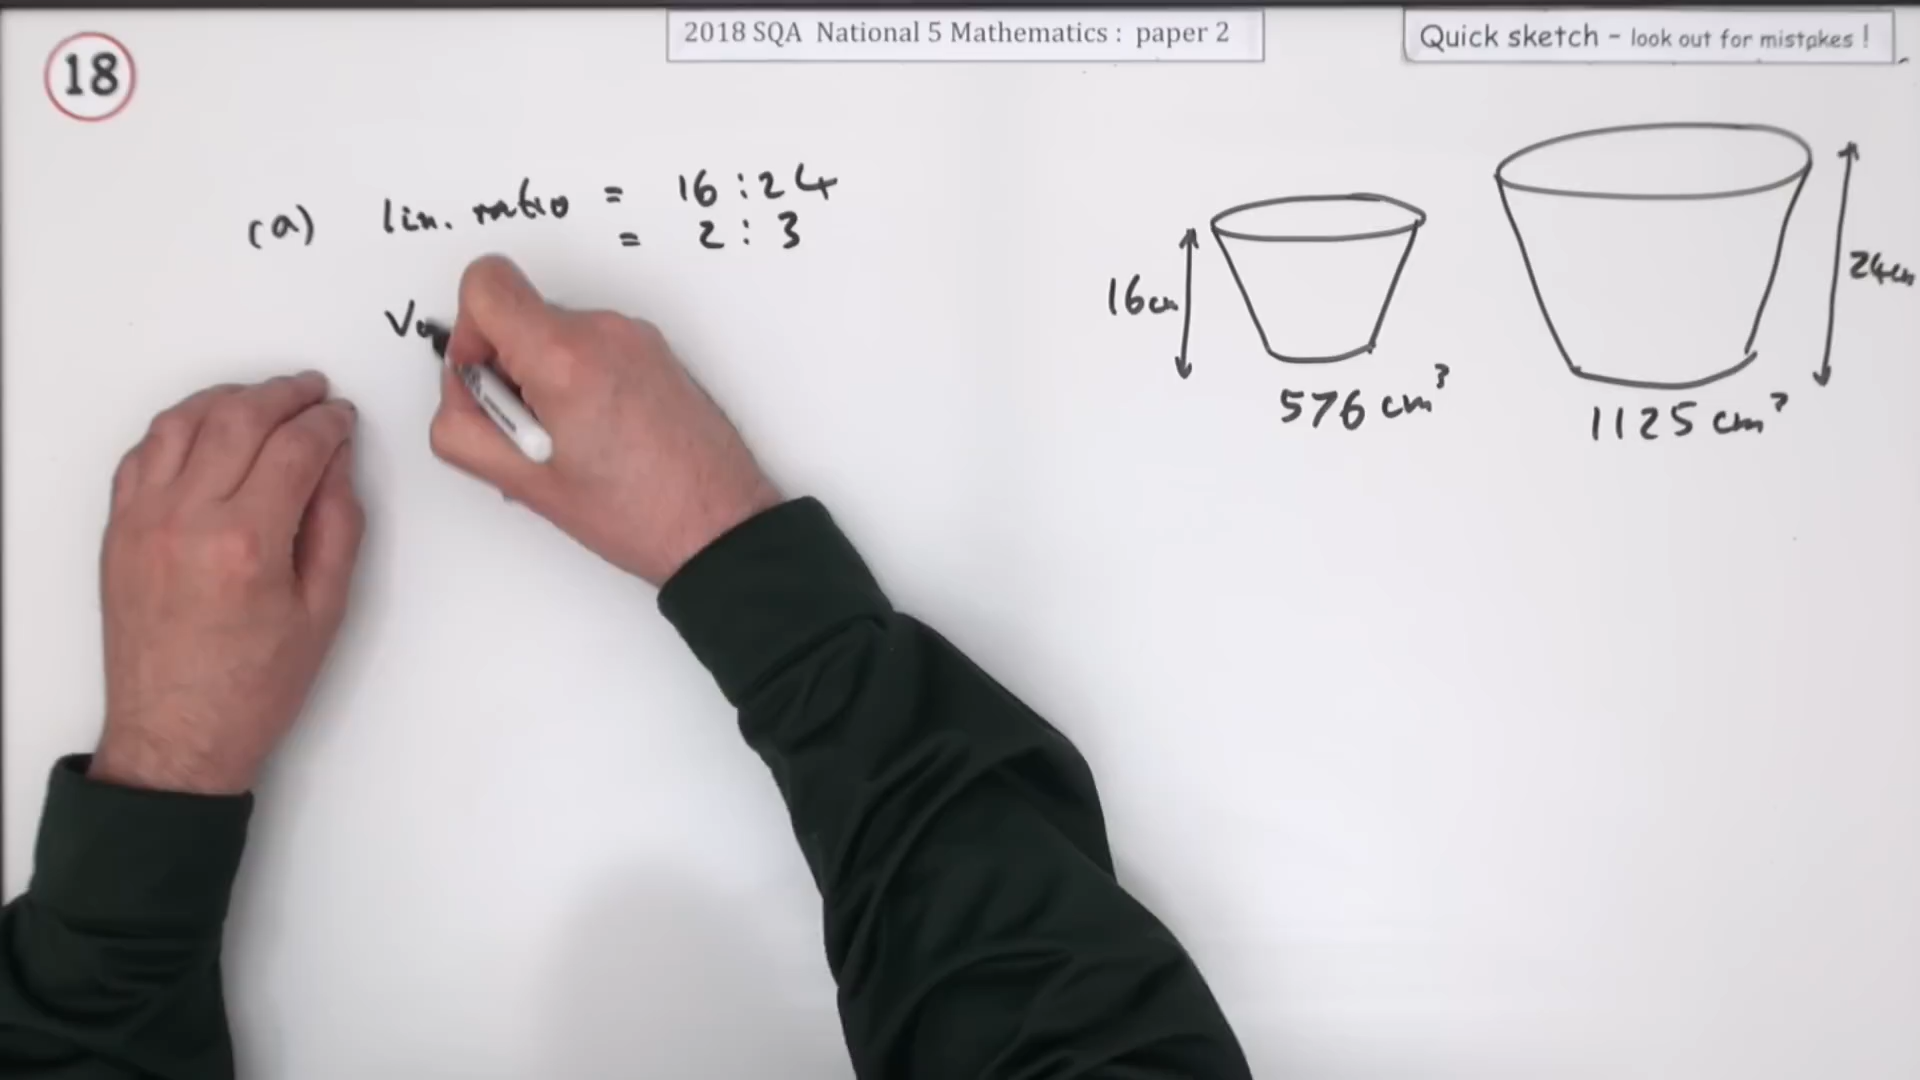 18
2018 SQA National 5 Mathematics : paper 2
Quick sketch - look out for mistakes !
(a) lin. ratio = 16 : 24
= 2 : 3
16cm
24cm
576 cm³
1125 cm³